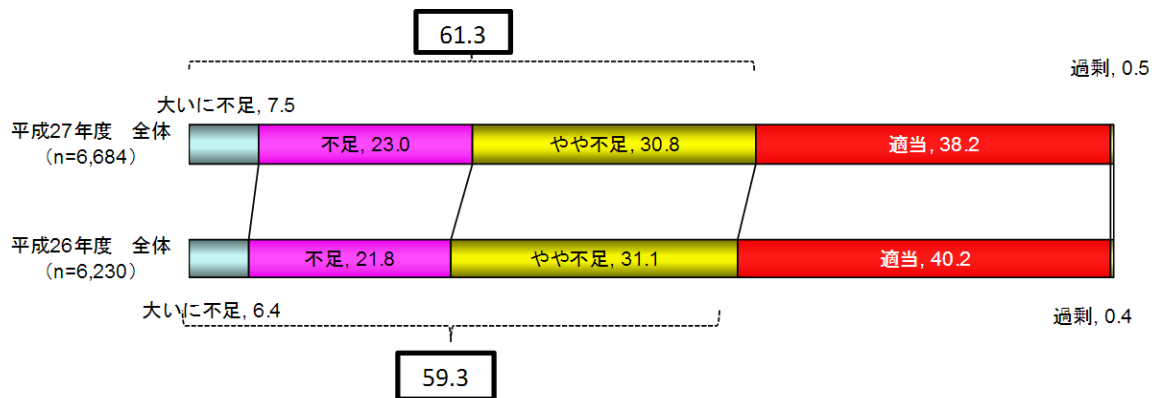 61.3
過剰, 0.5
大いに不足, 7.5
平成27年度　全体
（n=6,684）
不足, 23.0
やや不足, 30.8
適当, 38.2
平成26年度　全体
（n=6,230）
不足, 21.8
やや不足, 31.1
適当, 40.2
大いに不足, 6.4
過剰, 0.4
59.3